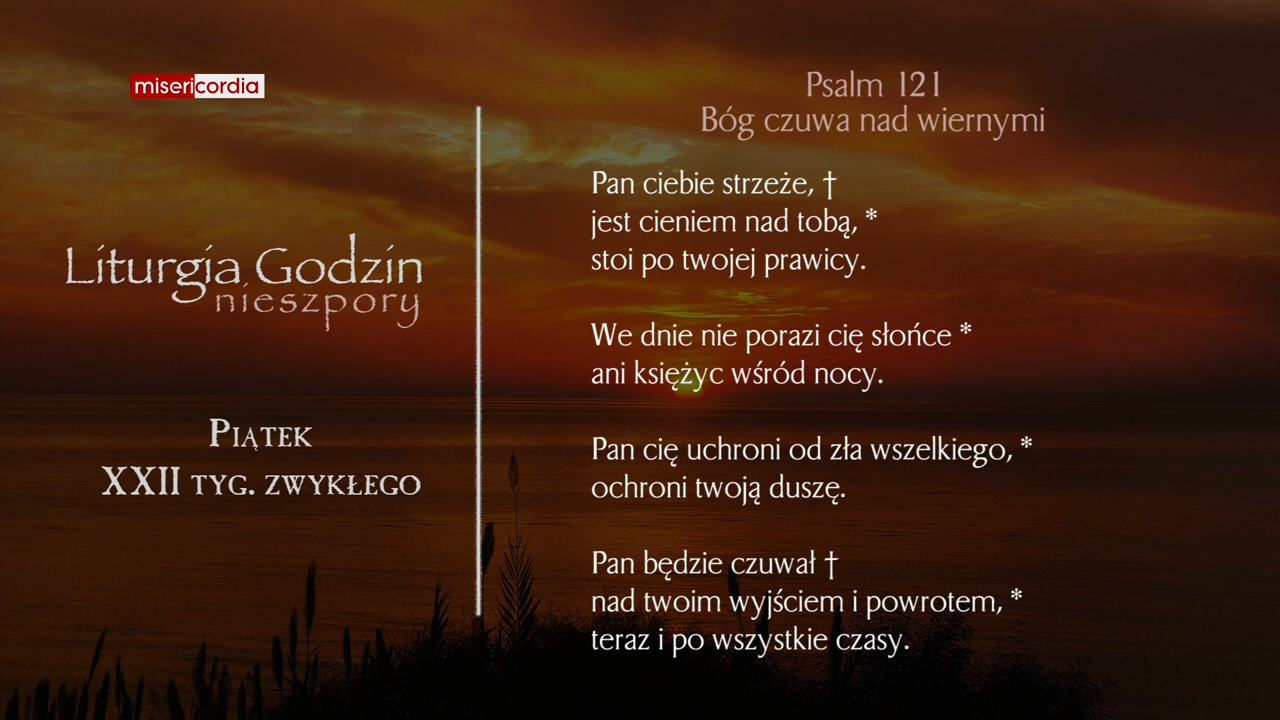 misericordia
Liturgia Godzin
nieszpory
Piątek
XXII tyg. zwykłego
Psalm 121
Bóg czuwa nad wiernymi
Pan ciebie strzeże, †
jest cieniem nad tobą, *
stoi po twojej prawicy.
We dnie nie porazi cię słońce *
ani księżyc wśród nocy.
Pan cię uchroni od zła wszelkiego, *
ochroni twoją duszę.
Pan będzie czuwał †
nad twoim wyjściem i powrotem, *
teraz i po wszystkie czasy.